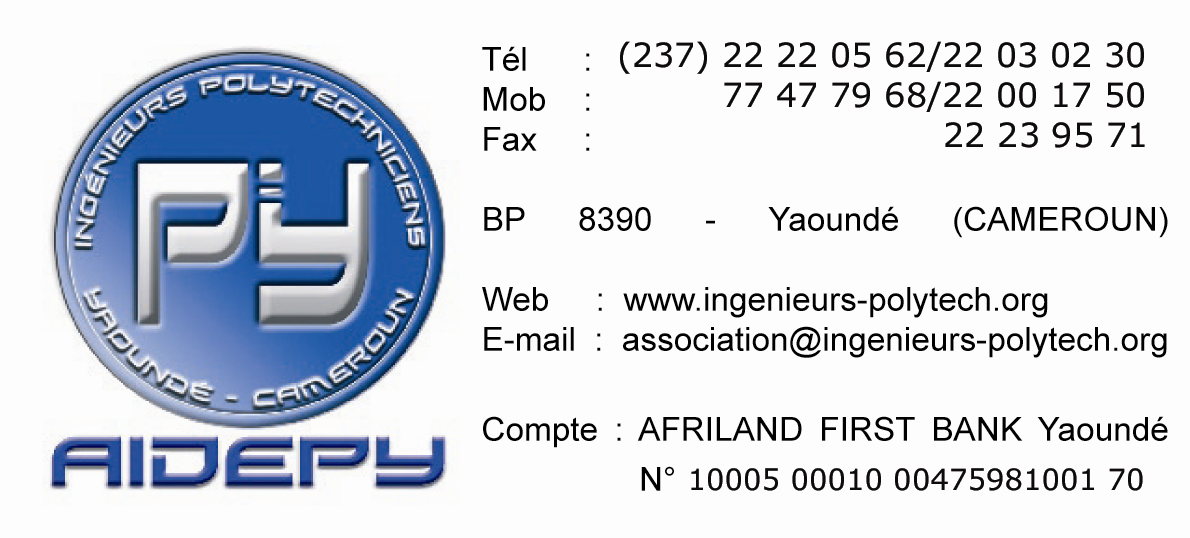 INGÉNIEURS POLYTECHNICIENS
PY
YAOUNDÉ - CAMEROUN
AIDEPY
Tél : (237) 22 22 05 62/22 03 02 30
Mob : 77 47 79 68/22 00 17 50
Fax : 22 23 95 71
BP 8390 - Yaoundé (CAMEROUN)
Web : www.ingenieurs-polytech.org
E-mail : association@ingenieurs-polytech.org
Compte : AFRILAND FIRST BANK Yaoundé
N° 10005 00010 00475981001 70